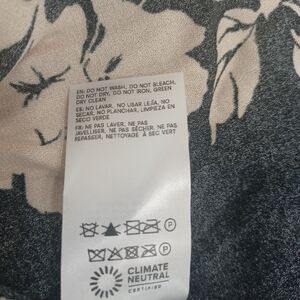 EN: DO NOT WASH, DO NOT BLEACH,
DO NOT DRY, DO NOT IRON, GREEN
DRY CLEAN
ES: NO LAVAR, NO USAR LEJÍA, NO
SECAR, NO PLANCHAR, LIMPIEZA EN
SECO VERDE
FR: NE PAS LAVER, NE PAS
JAVELLISER, NE PAS SÉCHER, NE PAS
REPASSER, NETTOYAGE À SEC VERT
P
P
CLIMATE
NEUTRAL
CERTIFIED